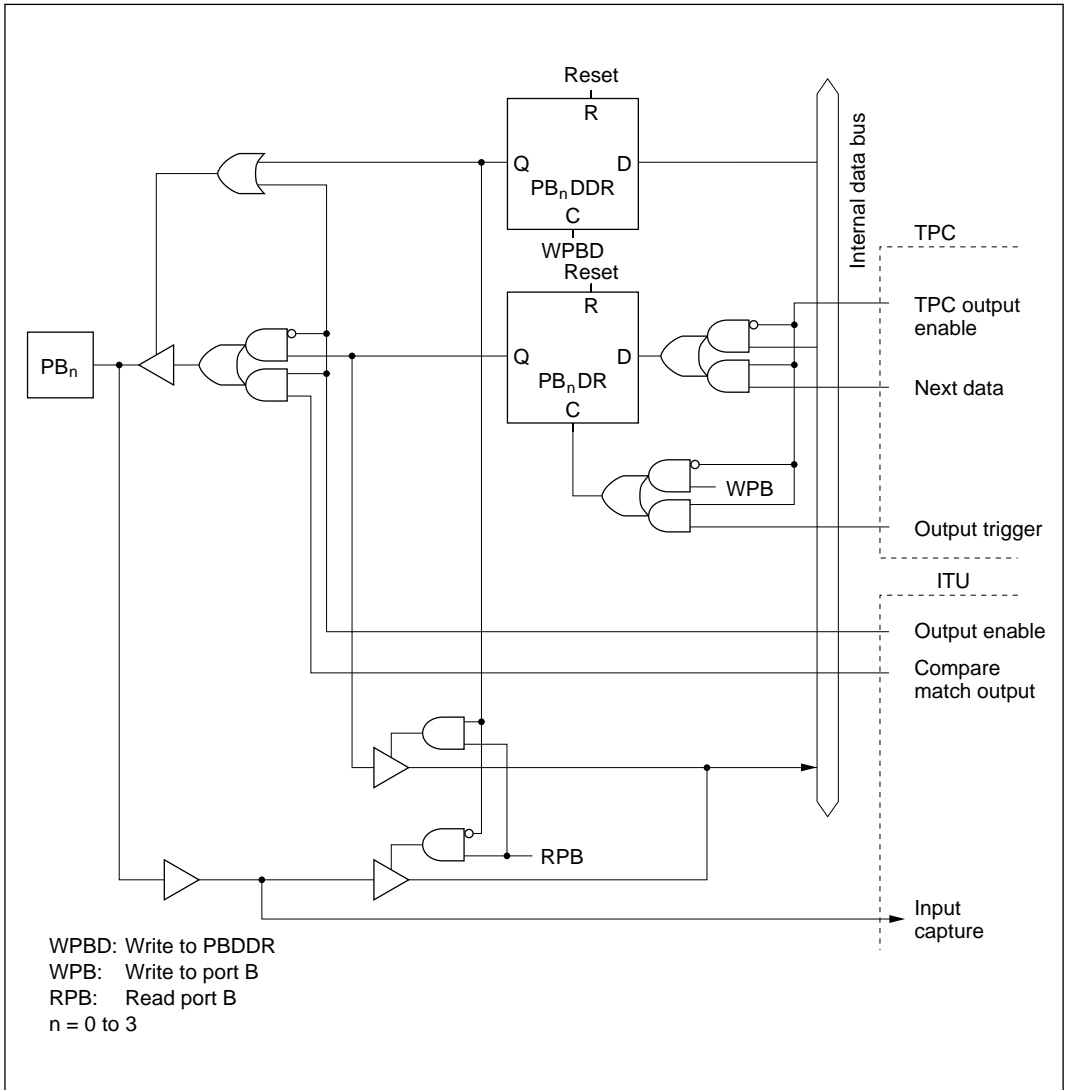 Reset
R
Q
D
PBnDDR
C
WPBD
Internal data bus
TPC
Reset
R
TPC output
enable
PBn
Q
D
PBnDR
C
Next data
WPB
Output trigger
ITU
Output enable
Compare
match output
RPB
Input
capture
WPBD: Write to PBDDR
WPB: Write to port B
RPB: Read port B
n = 0 to 3